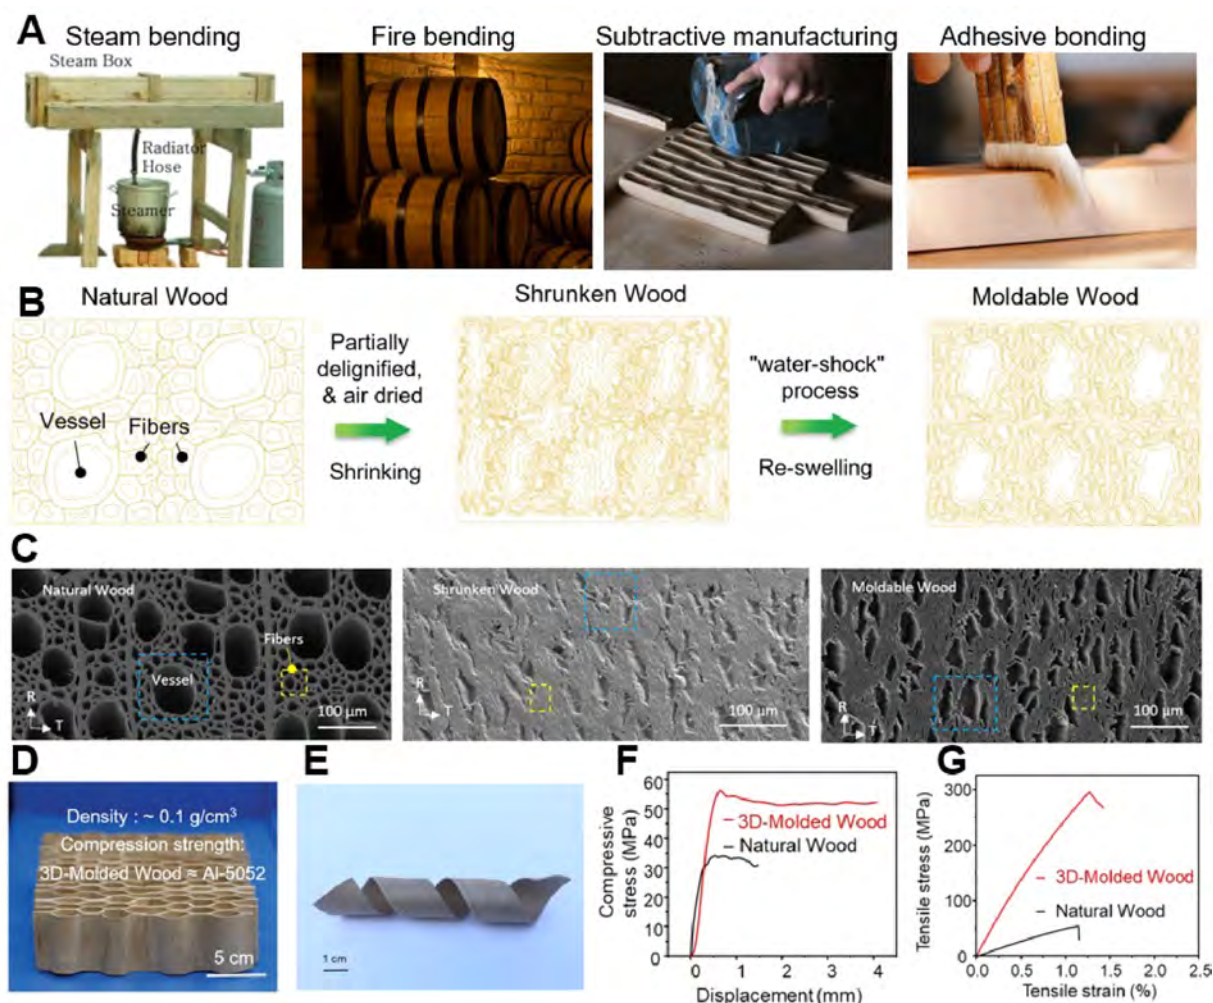 A
Steam bending
Fire bending
Subtractive manufacturing
Adhesive bonding
Steam Box
Radiator
Hose
Steamer
B
Natural Wood
Shrunken Wood
Moldable Wood
Vessel
Fibers
Partially
delignified,
& air dried
Shrinking
"water-shock"
process
Re-swelling
C
Natural Wood
Fibers
Vessel
R
T
100 μm
Shrunken Wood
R
T
100 μm
Moldable Wood
R
T
100 μm
D
Density : ~ 0.1 g/cm³
Compression strength:
3D-Molded Wood ≈ Al-5052
5 cm
E
1 cm
F
Compressive
stress (MPa)
60
50
40
30
20
10
0
3D-Molded Wood
Natural Wood
0 1 2 3 4
Displacement (mm)
G
Tensile stress (MPa)
300
200
100
0
3D-Molded Wood
Natural Wood
0.0 0.5 1.0 1.5 2.0 2.5
Tensile strain (%)